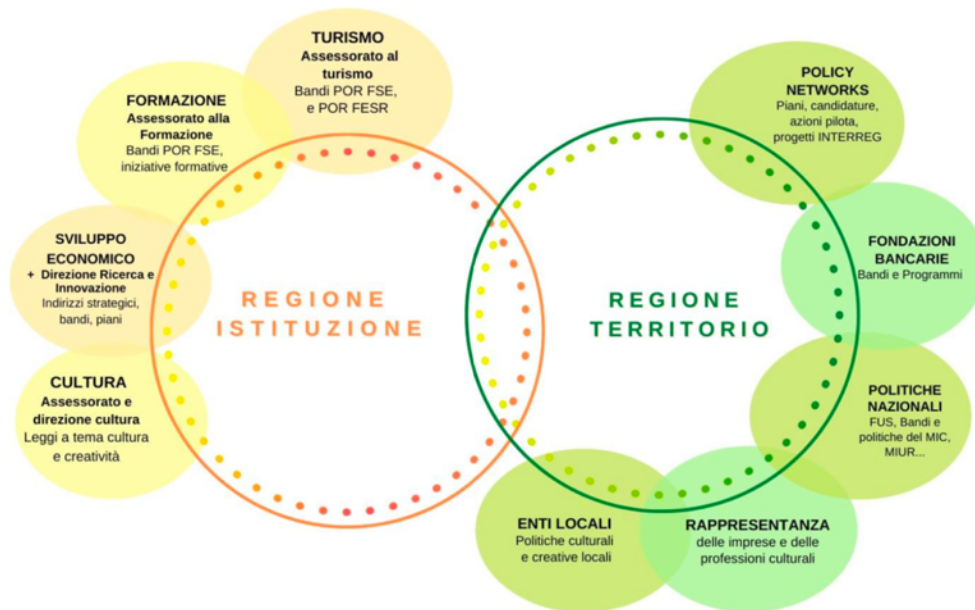 TURISMO
Assessorato al
turismo
Bandi POR FSE,
e POR FESR
FORMAZIONE
Assessorato alla
Formazione
Bandi POR FSE,
iniziative formative
SVILUPPO
ECONOMICO
+ Direzione Ricerca e
Innovazione
Indirizzi strategici,
bandi, piani
CULTURA
Assessorato e
direzione cultura
Leggi a tema cultura
e creatività
REGIONE
ISTITUZIONE
REGIONE
TERRITORIO
POLICY
NETWORKS
Piani, candidature,
azioni pilota,
progetti INTERREG
FONDAZIONI
BANCARIE
Bandi e Programmi
POLITICHE
NAZIONALI
FUS, Bandi e
politiche del MIC,
MIUR...
RAPPRESENTANZA
delle imprese e delle
professioni culturali
ENTI LOCALI
Politiche culturali
e creative locali